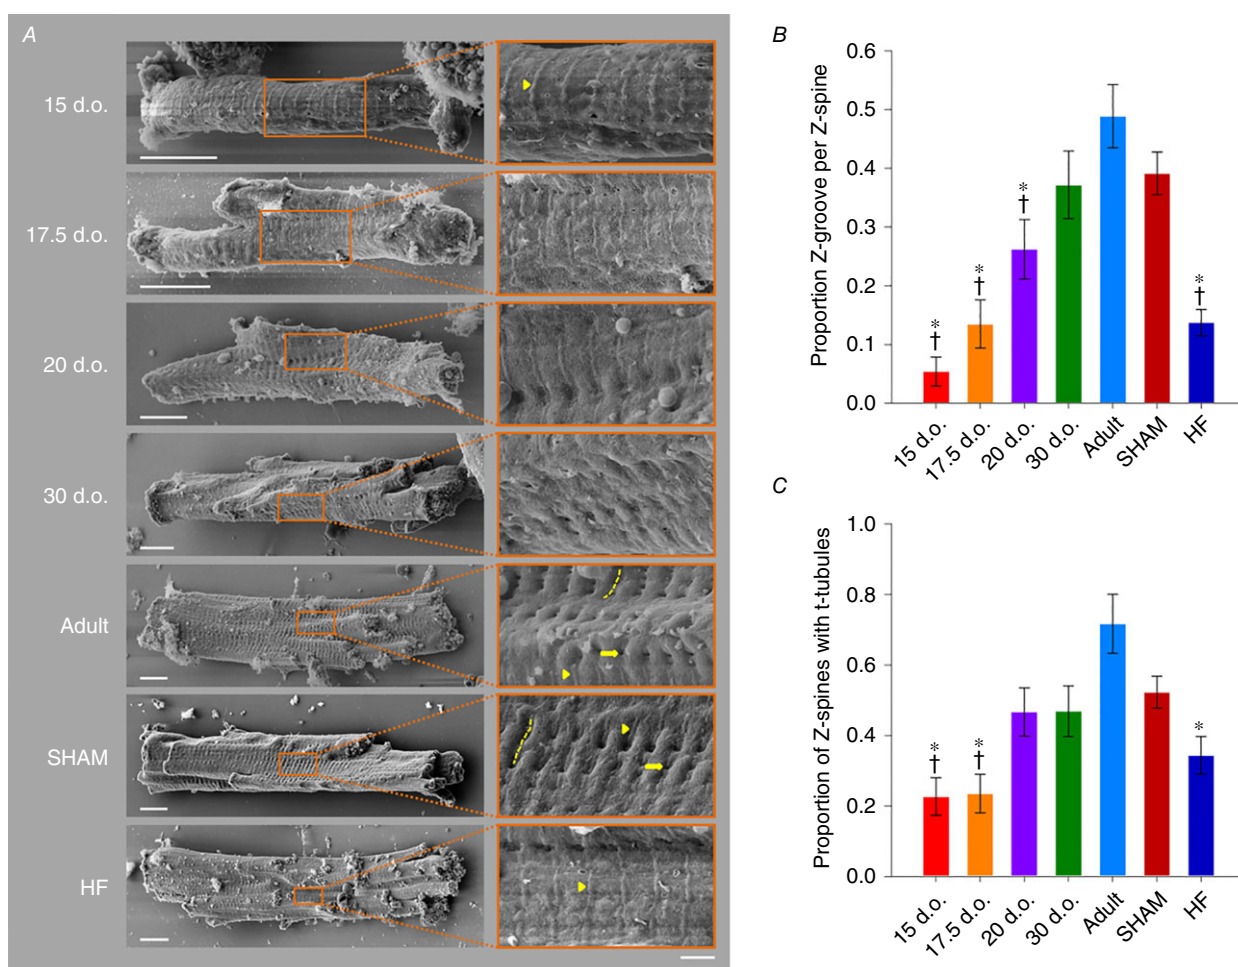 A
15 d.o.
17.5 d.o.
20 d.o.
30 d.o.
Adult
SHAM
HF
B
Proportion Z-groove per Z-spine
0.6
0.5
0.4
0.3
0.2
0.1
0.0
*
†
*
†
*
†
*
†
15 d.o.
17.5 d.o.
20 d.o.
30 d.o.
Adult
SHAM
HF
C
Proportion of Z-spines with t-tubules
1.0
0.8
0.6
0.4
0.2
0.0
*
†
*
†
*
15 d.o.
17.5 d.o.
20 d.o.
30 d.o.
Adult
SHAM
HF